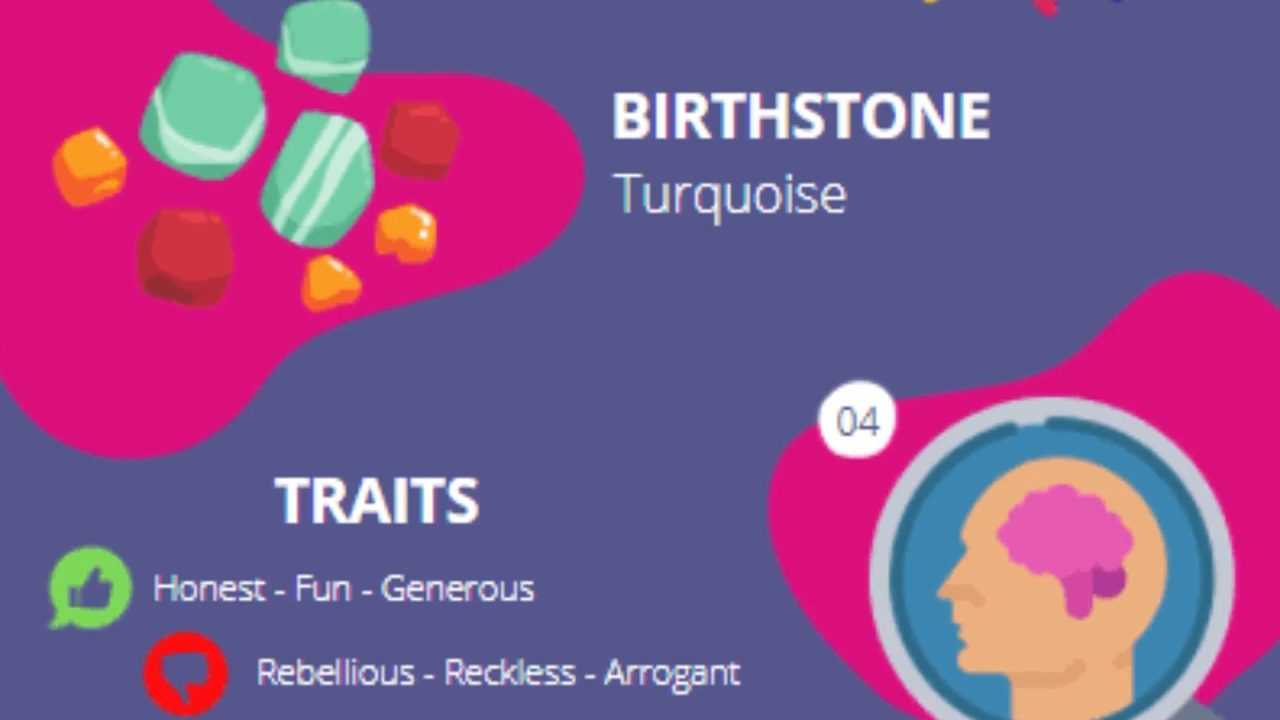 BIRTHSTONE
Turquoise
04
TRAITS
Honest - Fun - Generous
Rebellious - Reckless - Arrogant